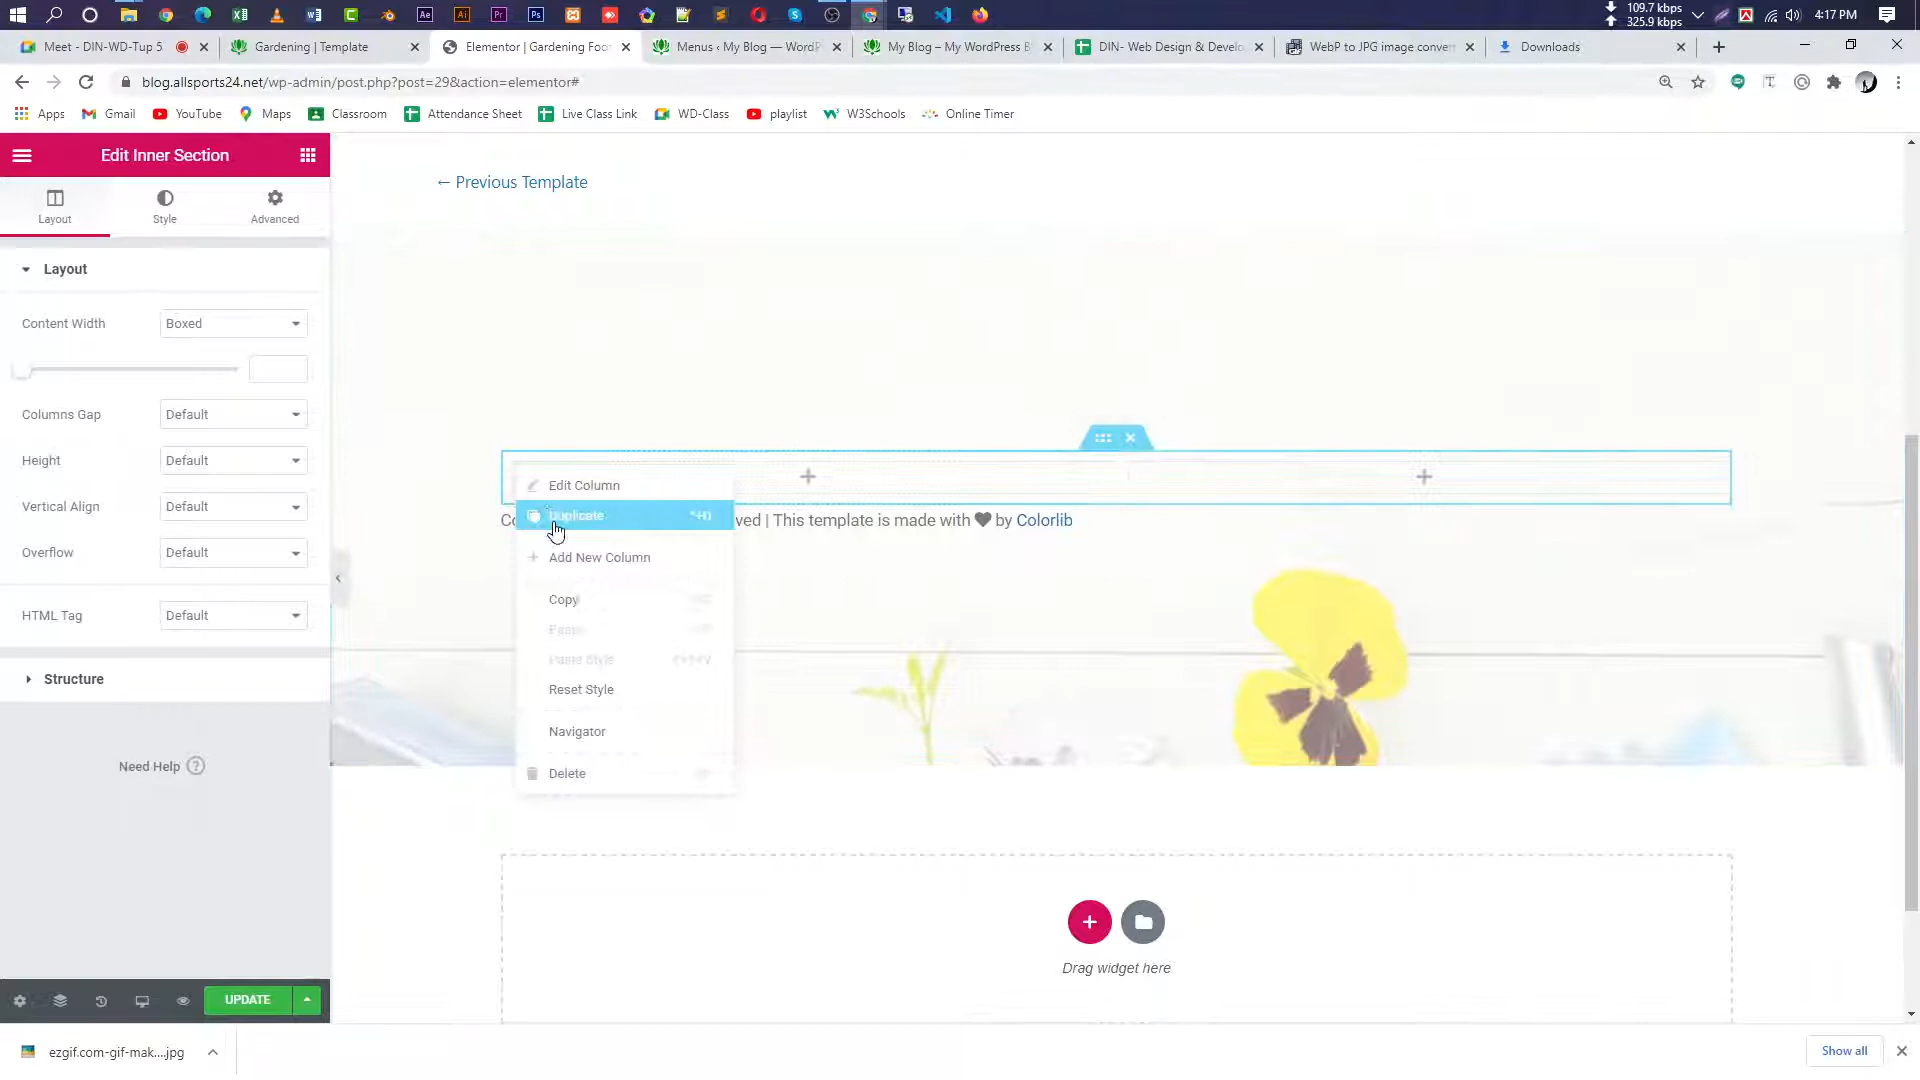 109.7 kbps
325.9 kbps
4:17 PM
Meet - DIN-WD-Tup 5
Gardening | Template
Elementor | Gardening Foo
Menus ‹ My Blog — WordP
My Blog – My WordPress B
DIN- Web Design & Develo
WebP to JPG image conver
Downloads
blog.allsports24.net/wp-admin/post.php?post=29&action=elementor#
Apps
Gmail
YouTube
Maps
Classroom
Attendance Sheet
Live Class Link
WD-Class
playlist
W3Schools
Online Timer
Edit Inner Section
Layout
Style
Advanced
Layout
Content Width
Boxed
Columns Gap
Default
Height
Default
Vertical Align
Default
Overflow
Default
HTML Tag
Default
Structure
Need Help
UPDATE
← Previous Template
Edit Column
Duplicate
^+D
ved | This template is made with ♥ by Colorlib
Add New Column
Copy
Paste
Paste Style
Reset Style
Navigator
Delete
Drag widget here
ezgif.com-gif-mak....jpg
Show all